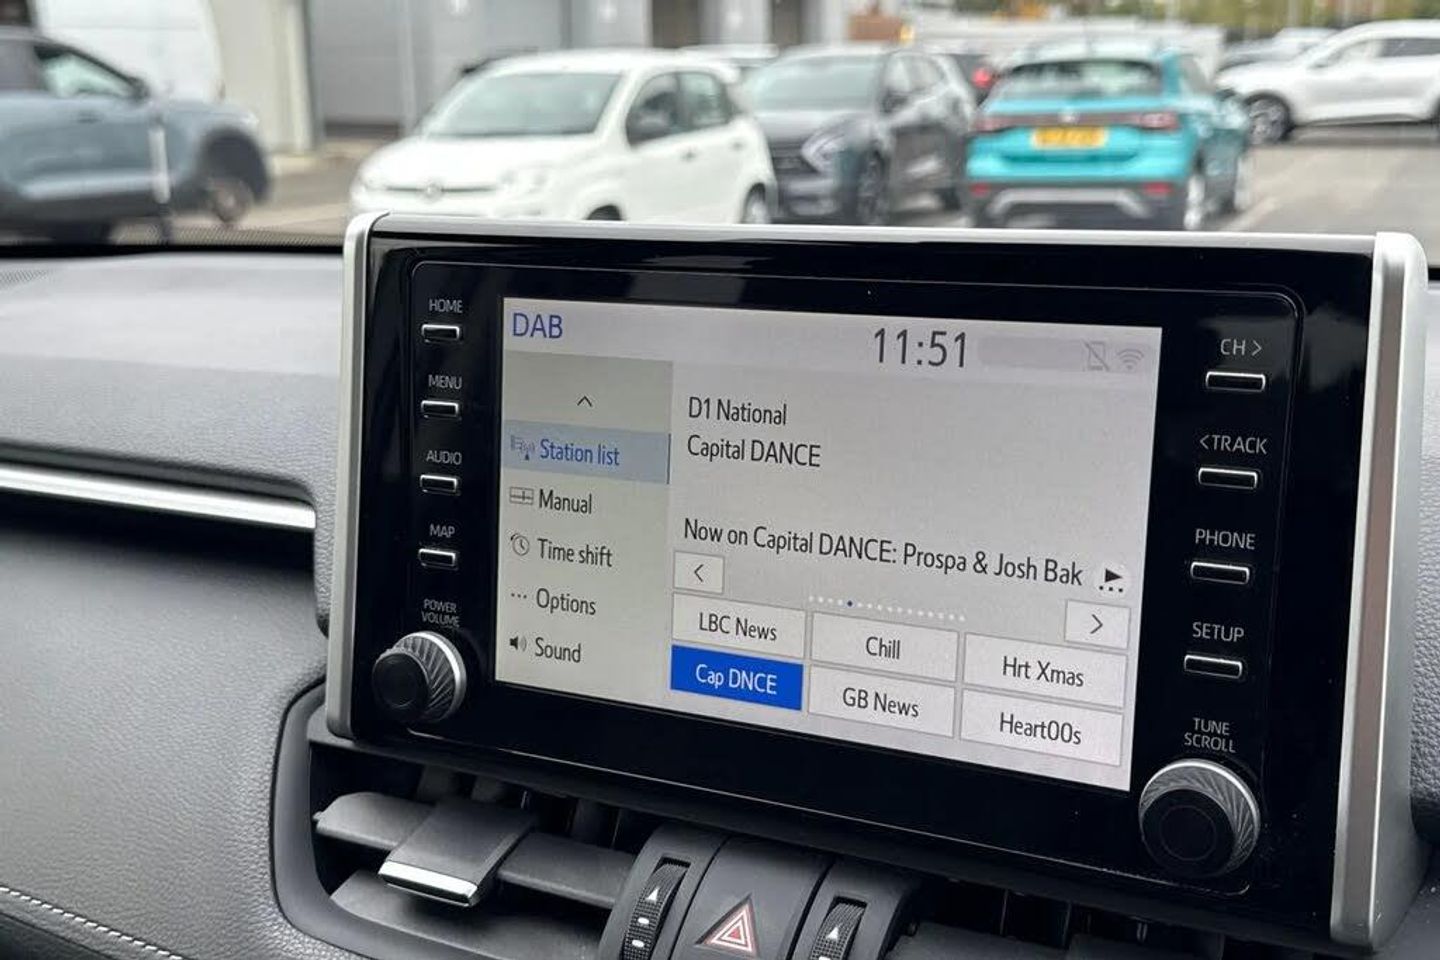 DAB
11:51
HOME
MENU
AUDIO
MAP
POWER
VOLUME
Station list
Manual
Time shift
Options
Sound
D1 National
Capital DANCE
Now on Capital DANCE: Prospa & Josh Bak
LBC News
Chill
Hrt Xmas
Cap DNCE
GB News
Heart00s
CH >
<TRACK
PHONE
SETUP
TUNE
SCROLL